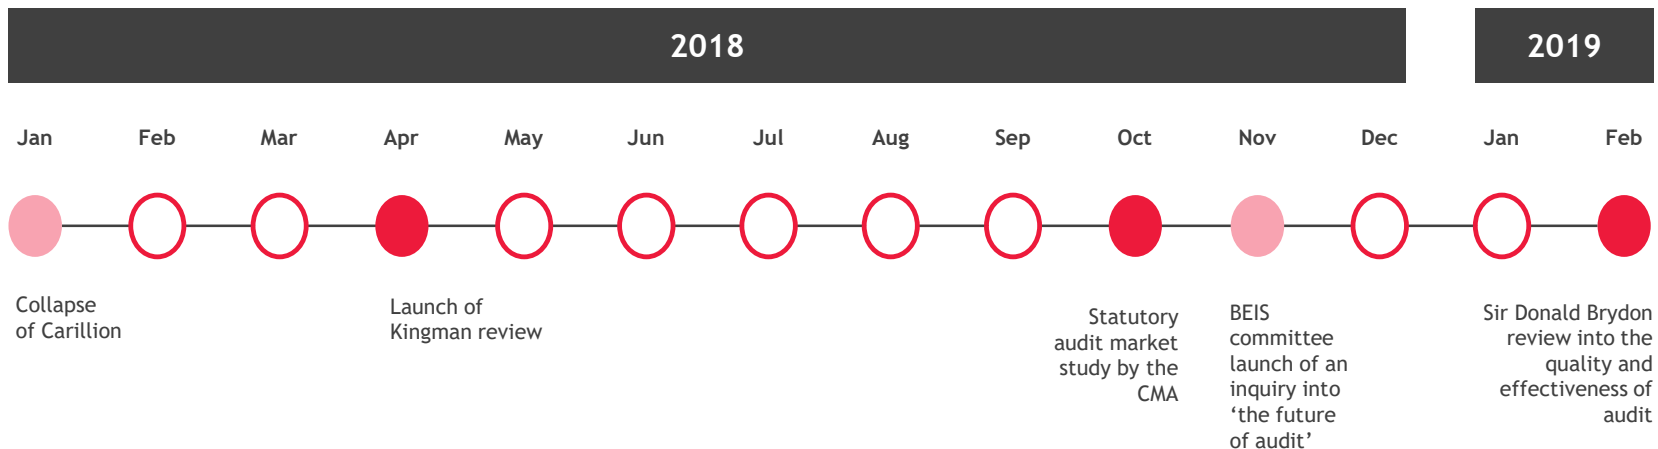 2018
2019
Jan Feb Mar Apr May Jun Jul Aug Sep Oct Nov Dec Jan Feb
Collapse
of Carillion
Launch of
Kingman review
Statutory
audit market
study by the
CMA
BEIS
committee
launch of an
inquiry into
‘the future
of audit’
Sir Donald Brydon
review into the
quality and
effectiveness of
audit